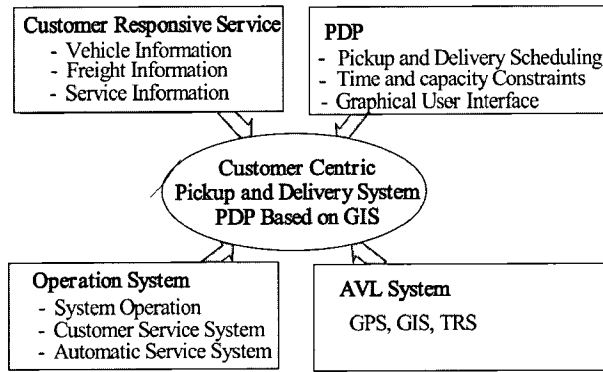 Customer Responsive Service
- Vehicle Information
- Freight Information
- Service Information
PDP
- Pickup and Delivery Scheduling
- Time and capacity Constraints
- Graphical User Interface
Customer Centric
Pickup and Delivery System
PDP Based on GIS
Operation System
- System Operation
- Customer Service System
- Automatic Service System
AVL System
GPS, GIS, TRS